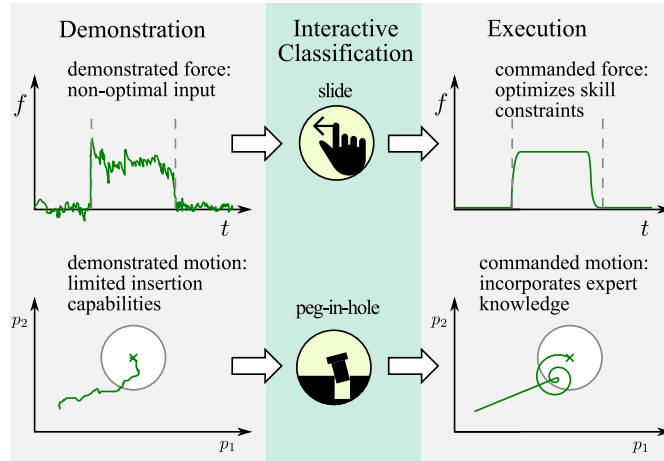 Demonstration
demonstrated force:
non-optimal input
f
t
demonstrated motion:
limited insertion
capabilities
p₂
p₁
Interactive
Classification
slide
peg-in-hole
Execution
commanded force:
optimizes skill
constraints
f
t
commanded motion:
incorporates expert
knowledge
p₂
p₁